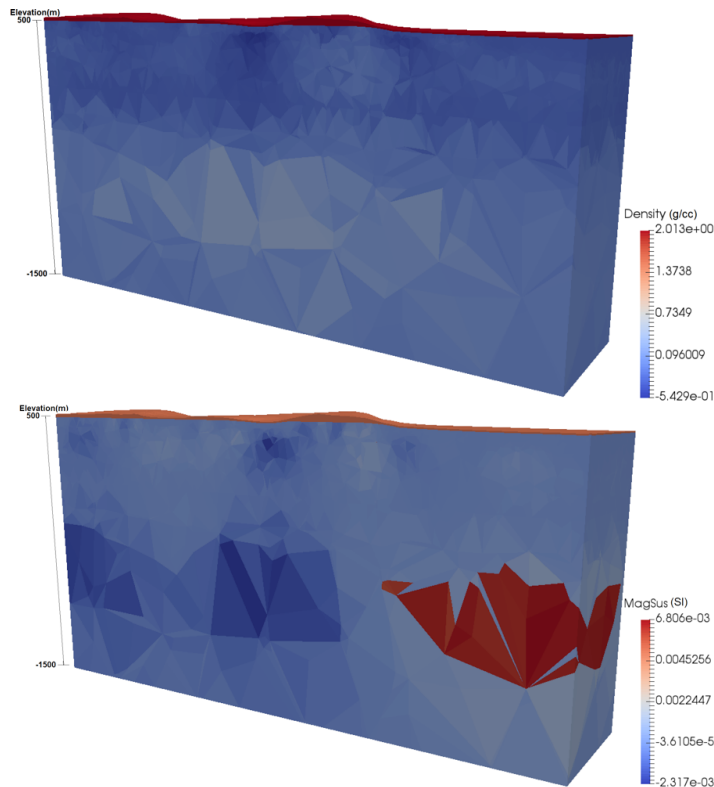 Elevation(m)
500
-1500
Density (g/cc)
2.013e+00
1.3738
0.7349
0.096009
-5.429e-01
Elevation(m)
500
-1500
MagSus (SI)
6.806e-03
0.0045256
0.0022447
-3.6105e-5
-2.317e-03